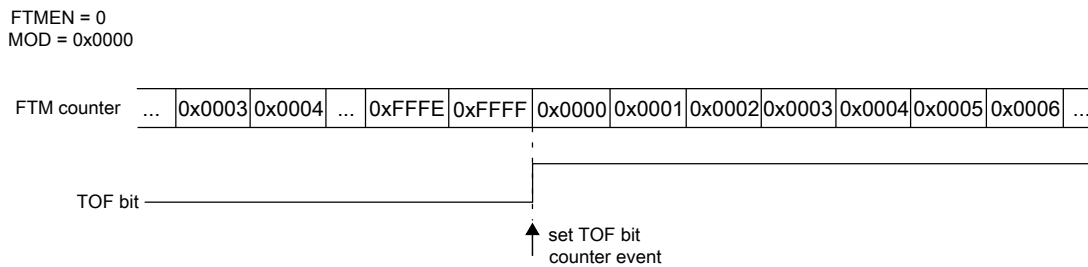 FTMEN = 0
MOD = 0x0000
FTM counter ... 0x0003 0x0004 ... 0xFFFE 0xFFFF 0x0000 0x0001 0x0002 0x0003 0x0004 0x0005 0x0006 ...
TOF bit
set TOF bit
counter event